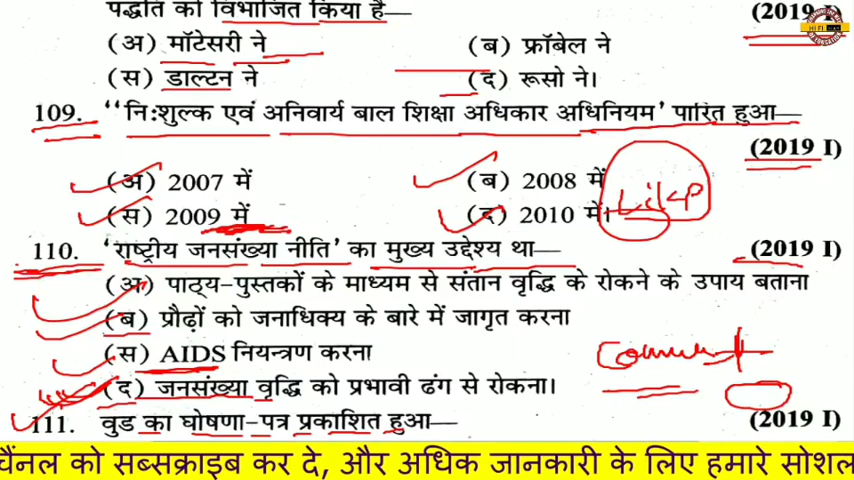 पद्धति को विभाजित किया है—
(2019 I)
(अ) मॉटेसरी ने (ब) फ्रॉबेल ने
(स) डाल्टन ने (द) रूसो ने।
109. ‘‘निःशुल्क एवं अनिवार्य बाल शिक्षा अधिकार अधिनियम’ पारित हुआ—
(2019 I)
(अ) 2007 में (ब) 2008 में
(स) 2009 में (द) 2010 में।
110. ‘राष्ट्रीय जनसंख्या नीति’ का मुख्य उद्देश्य था— (2019 I)
(अ) पाठ्य-पुस्तकों के माध्यम से संतान वृद्धि के रोकने के उपाय बताना
(ब) प्रौढ़ों को जनाधिक्य के बारे में जागृत करना
(स) AIDS नियन्त्रण करना
(द) जनसंख्या वृद्धि को प्रभावी ढंग से रोकना।
111. वुड का घोषणा-पत्र प्रकाशित हुआ— (2019 I)
चैंनल को सब्सक्राइब कर दे, और अधिक जानकारी के लिए हमारे सोशल